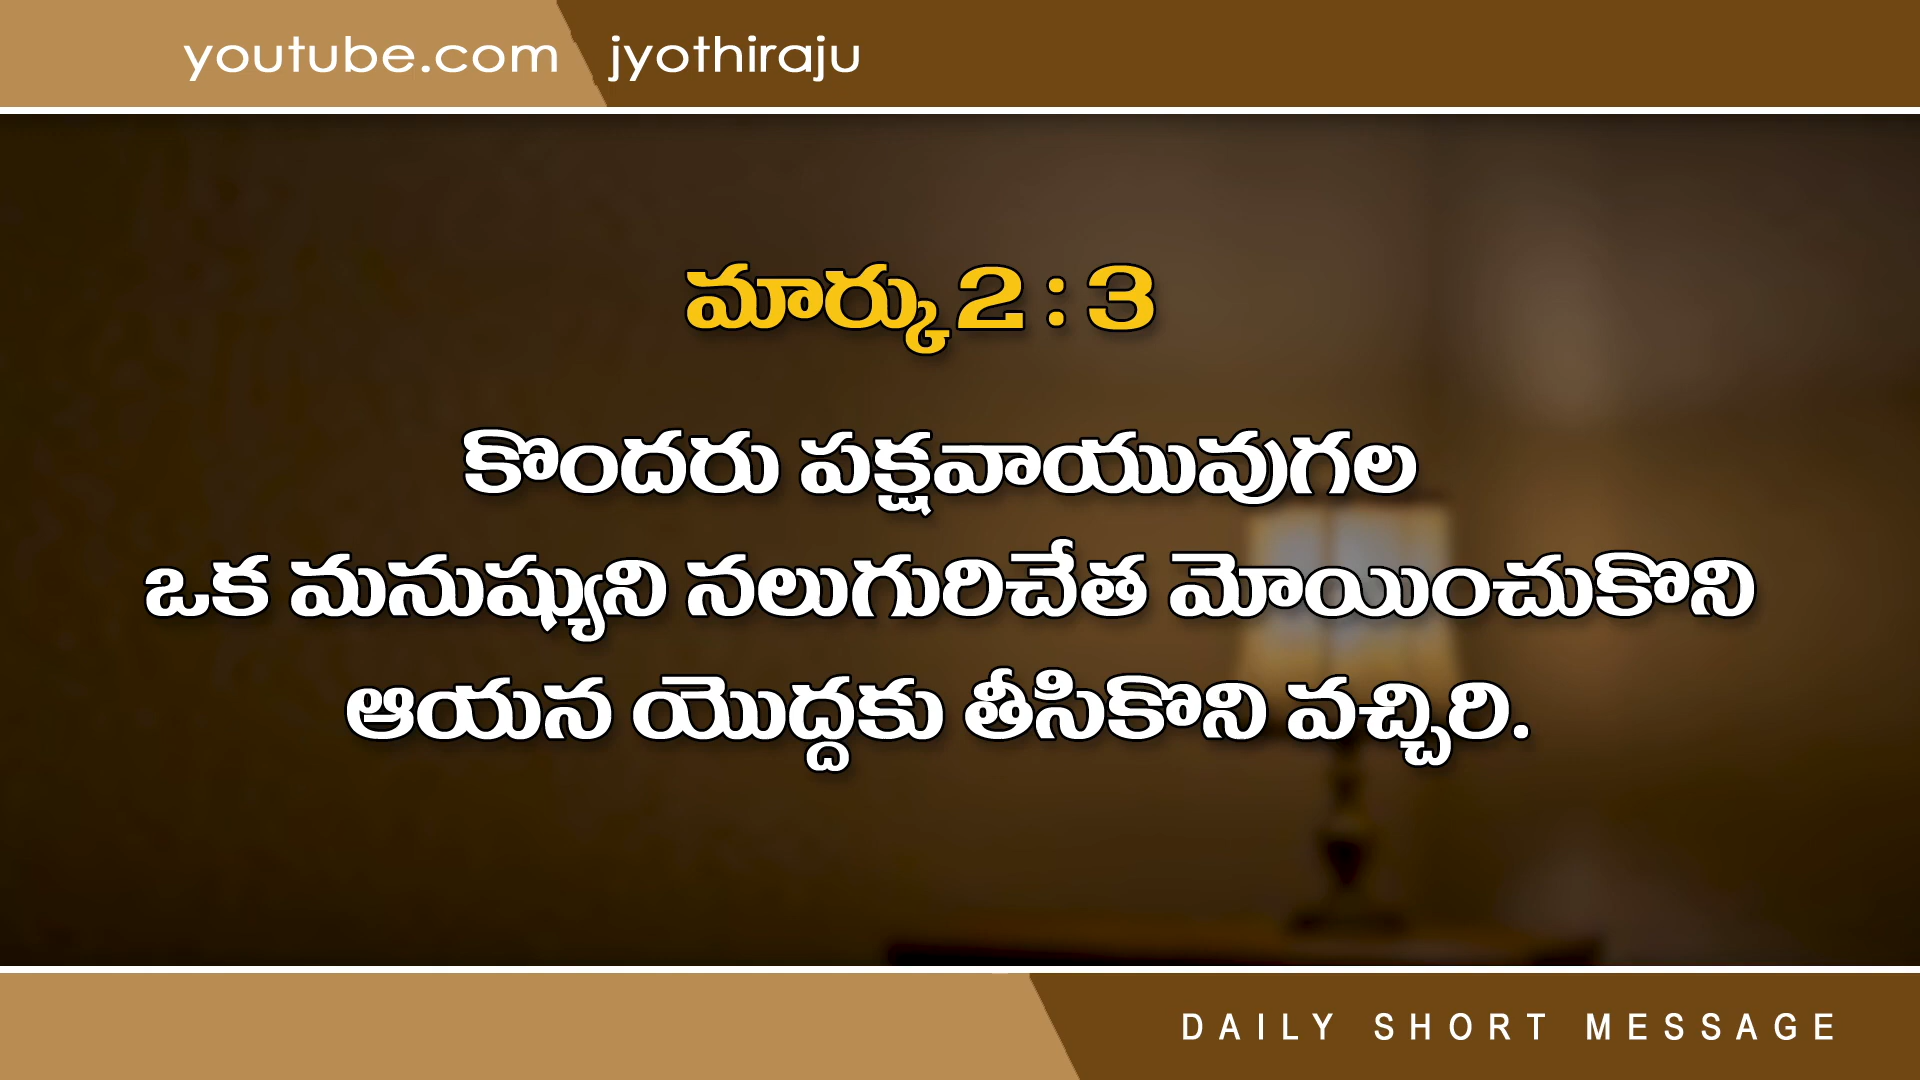 youtube.com jyothiraju
మార్కు 2 : 3
కొందరు పక్షవాయువుగల
ఒక మనుష్యుని నలుగురిచేత మోయించుకొని
ఆయన యొద్దకు తీసికొని వచ్చిరి.
DAILY SHORT MESSAGE